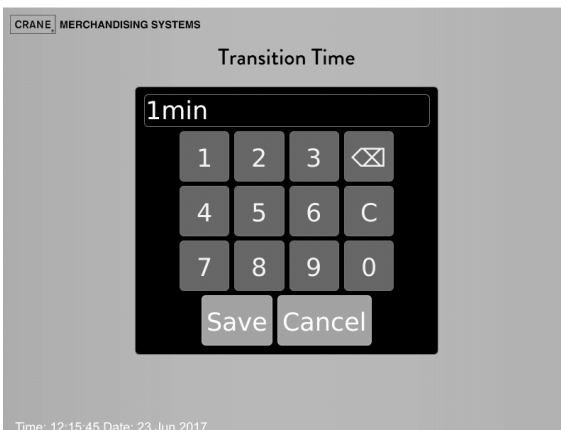 CRANE MERCHANDISING SYSTEMS
Transition Time
1min
1 2 3
4 5 6 C
7 8 9 0
Save Cancel
Time: 12:15:45 Date: 23 Jun 2017